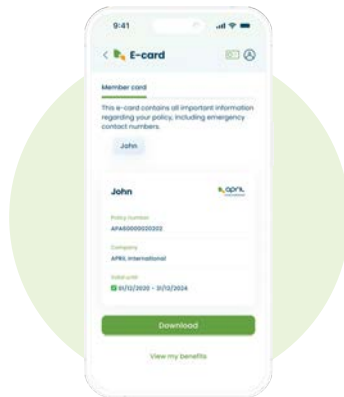 9:41
E-card
Member card
This e-card contains all important information
regarding your policy, including emergency
contact numbers.
John
John
april
international
Policy number
Company
APRIL International
Valid until
01/12/2020 - 31/12/2024
Download
View my benefits